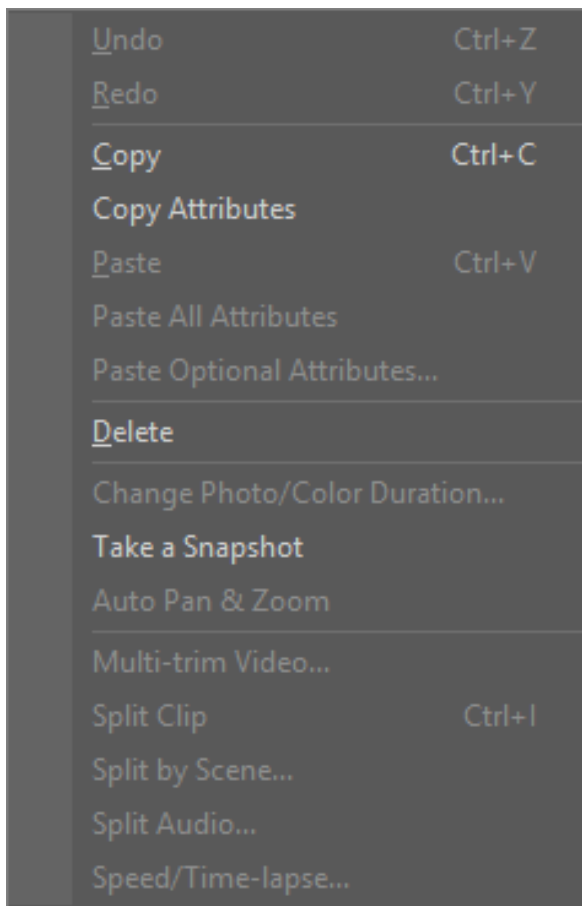 Undo Ctrl+Z
Redo Ctrl+Y
Copy Ctrl+C
Copy Attributes
Paste Ctrl+V
Paste All Attributes
Paste Optional Attributes...
Delete
Change Photo/Color Duration...
Take a Snapshot
Auto Pan & Zoom
Multi-trim Video...
Split Clip Ctrl+I
Split by Scene...
Split Audio...
Speed/Time-lapse...